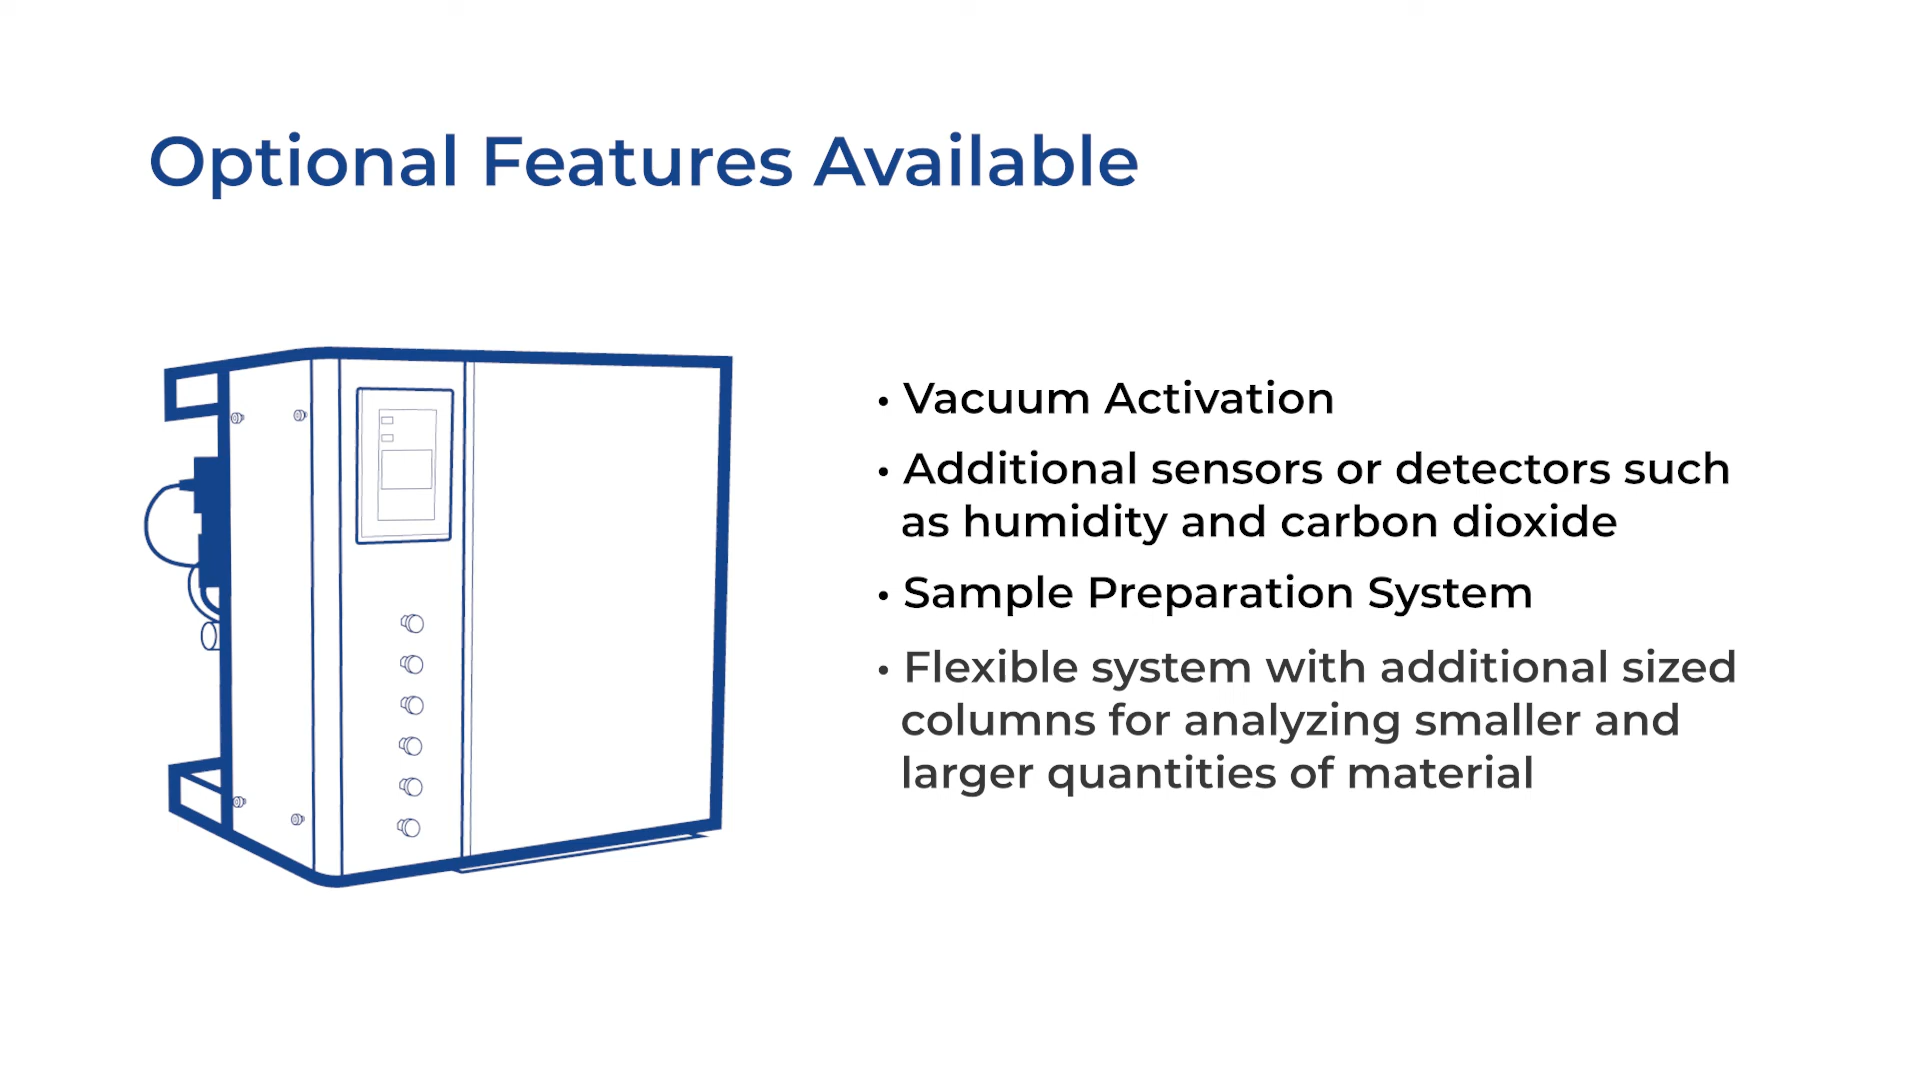 Optional Features Available
• Vacuum Activation
• Additional sensors or detectors such
as humidity and carbon dioxide
• Sample Preparation System
• Flexible system with additional sized
columns for analyzing smaller and
larger quantities of material